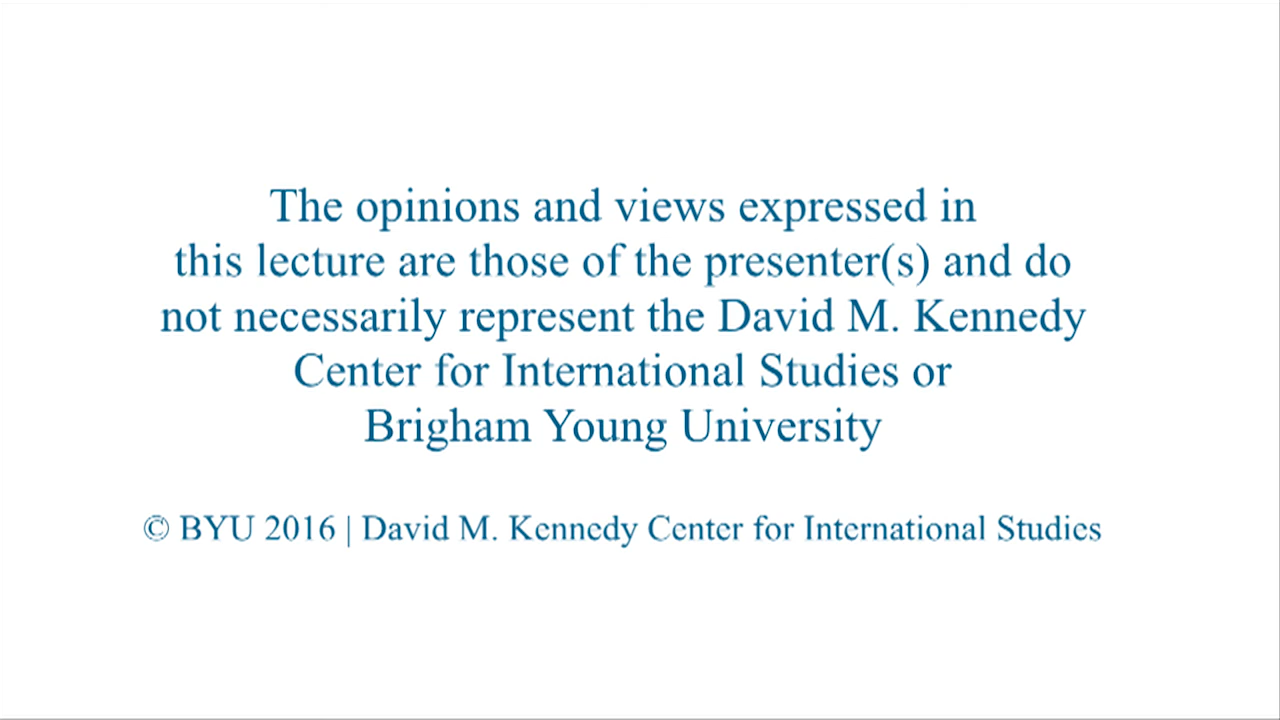 The opinions and views expressed in
this lecture are those of the presenter(s) and do
not necessarily represent the David M. Kennedy
Center for International Studies or
Brigham Young University
© BYU 2016 | David M. Kennedy Center for International Studies